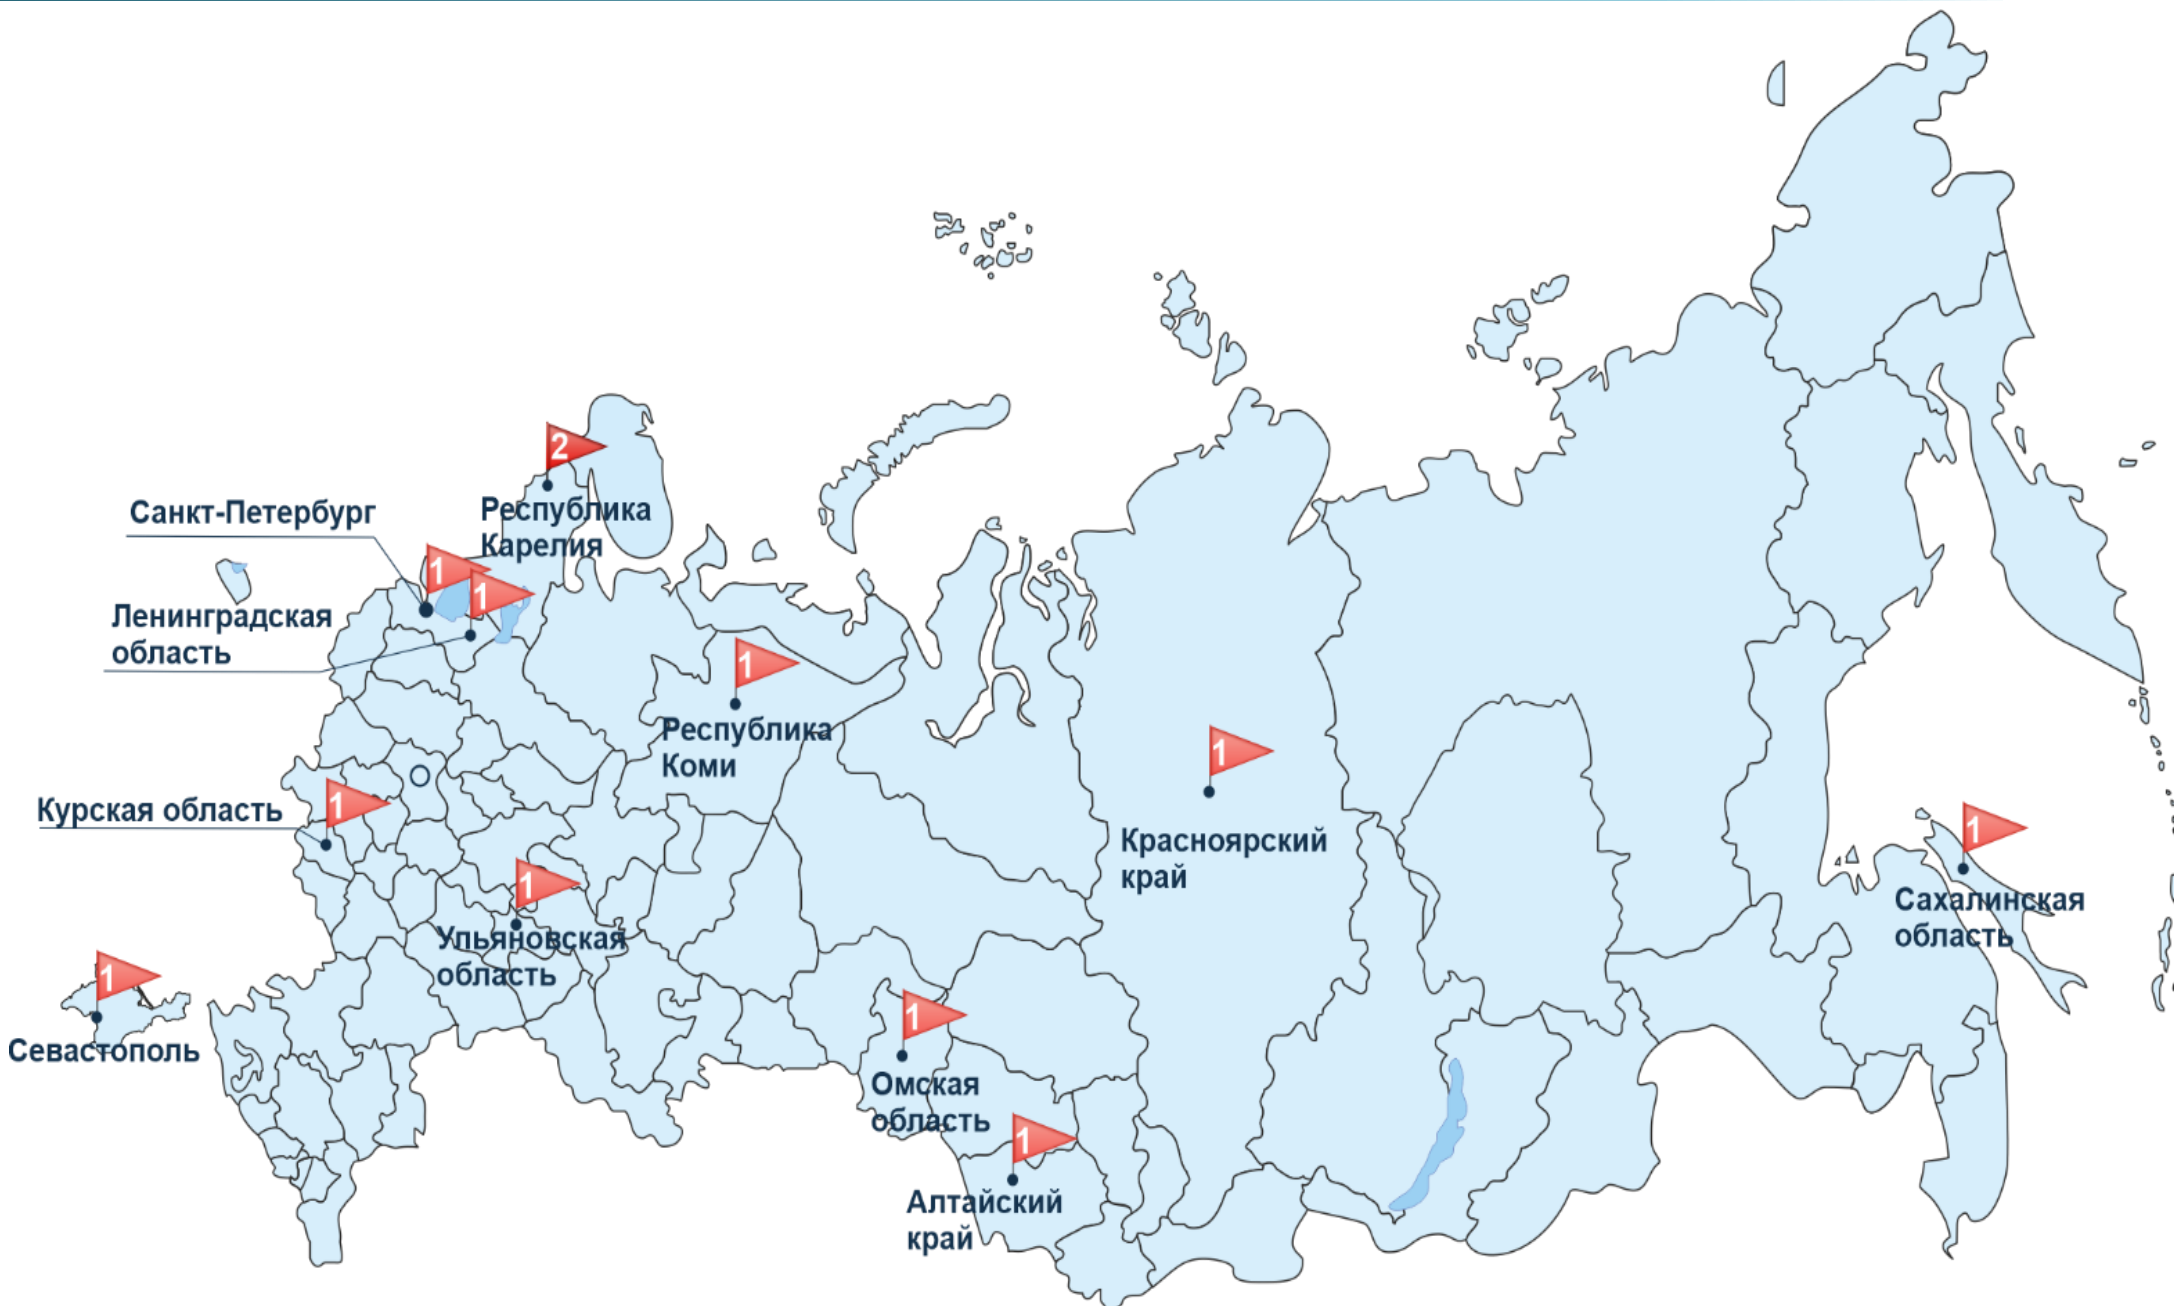 2
Санкт-Петербург
Республика
Карелия
1
1
Ленинградская
область
1
Республика
Коми
1
1
Курская область
1
Красноярский
край
1
Сахалинская
область
1
Ульяновская
область
1
Севастополь
1
Омская
область
1
Алтайский
край